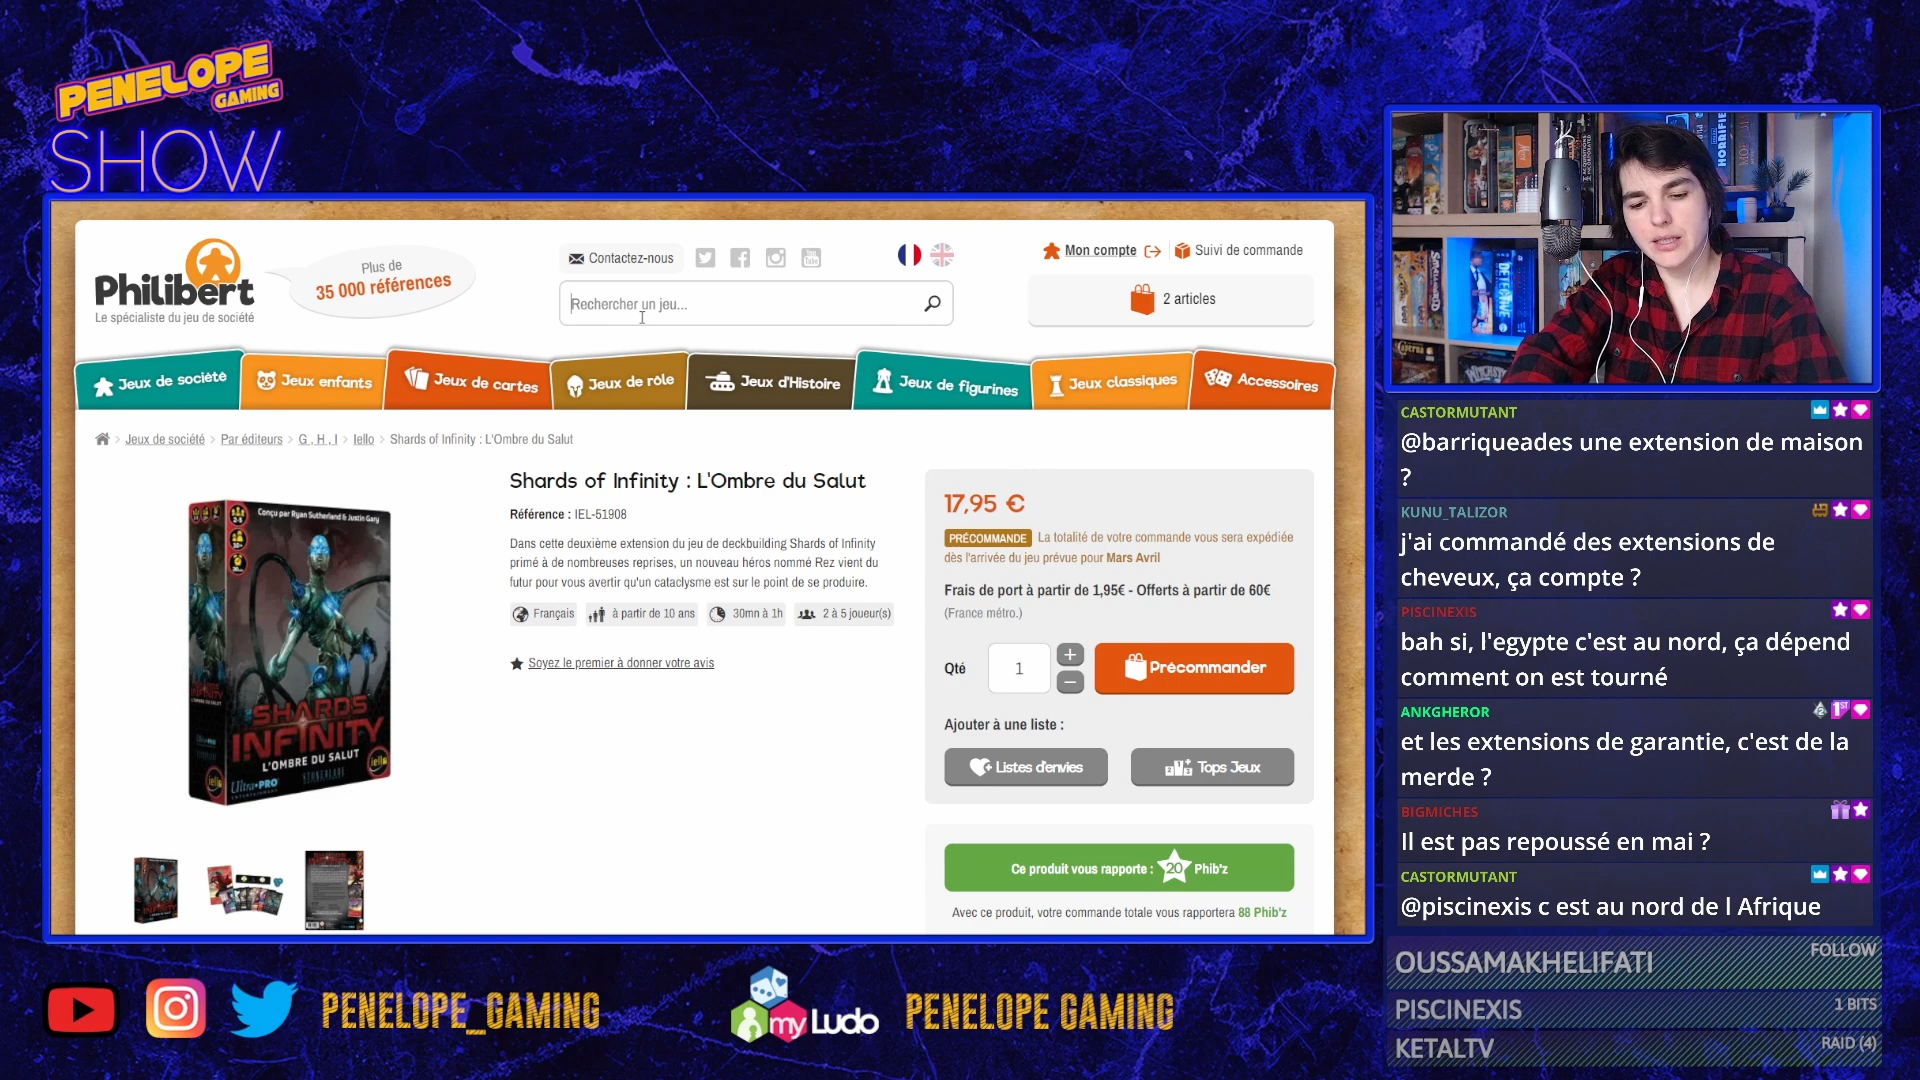 PENELOPE
GAMING
SHOW
Philibert
Le spécialiste du jeu de société
Plus de
35 000 références
Contactez-nous
Rechercher un jeu...
Mon compte
Suivi de commande
2 articles
Jeux de société
Jeux enfants
Jeux de cartes
Jeux de rôle
Jeux d'Histoire
Jeux de figurines
Jeux classiques
Accessoires
Jeux de société > Par éditeurs > G , H , I > Iello > Shards of Infinity : L'Ombre du Salut
Conçu par Ryan Sutherland & Justin Gary
SHARDS
INFINITY
L'OMBRE DU SALUT
Ultra•PRO
iello
Shards of Infinity : L'Ombre du Salut
Référence : IEL-51908
Dans cette deuxième extension du jeu de deckbuilding Shards of Infinity
primé à de nombreuses reprises, un nouveau héros nommé Rez vient du
futur pour vous avertir qu'un cataclysme est sur le point de se produire.
Français
à partir de 10 ans
30mn à 1h
2 à 5 joueur(s)
Soyez le premier à donner votre avis
17,95 €
PRÉCOMMANDE La totalité de votre commande vous sera expédiée
dès l'arrivée du jeu prévue pour Mars Avril
Frais de port à partir de 1,95€ - Offerts à partir de 60€
(France métro.)
Qté
1
+
−
Précommander
Ajouter à une liste :
Listes d'envies
Tops Jeux
Ce produit vous rapporte : 20 Phib'z
Avec ce produit, votre commande totale vous rapportera 88 Phib'z
DETECTIVE
CASTORMUTANT
@barriqueades une extension de maison
?
KUNU_TALIZOR
j'ai commandé des extensions de
cheveux, ça compte ?
PISCINEXIS
bah si, l'egypte c'est au nord, ça dépend
comment on est tourné
ANKGHEROR
et les extensions de garantie, c'est de la
merde ?
BIGMICHES
Il est pas repoussé en mai ?
CASTORMUTANT
@piscinexis c est au nord de l Afrique
OUSSAMAKHELIFATI
FOLLOW
PISCINEXIS
1 BITS
KETALTV
RAID (4)
PENELOPE_GAMING
my Ludo
PENELOPE GAMING